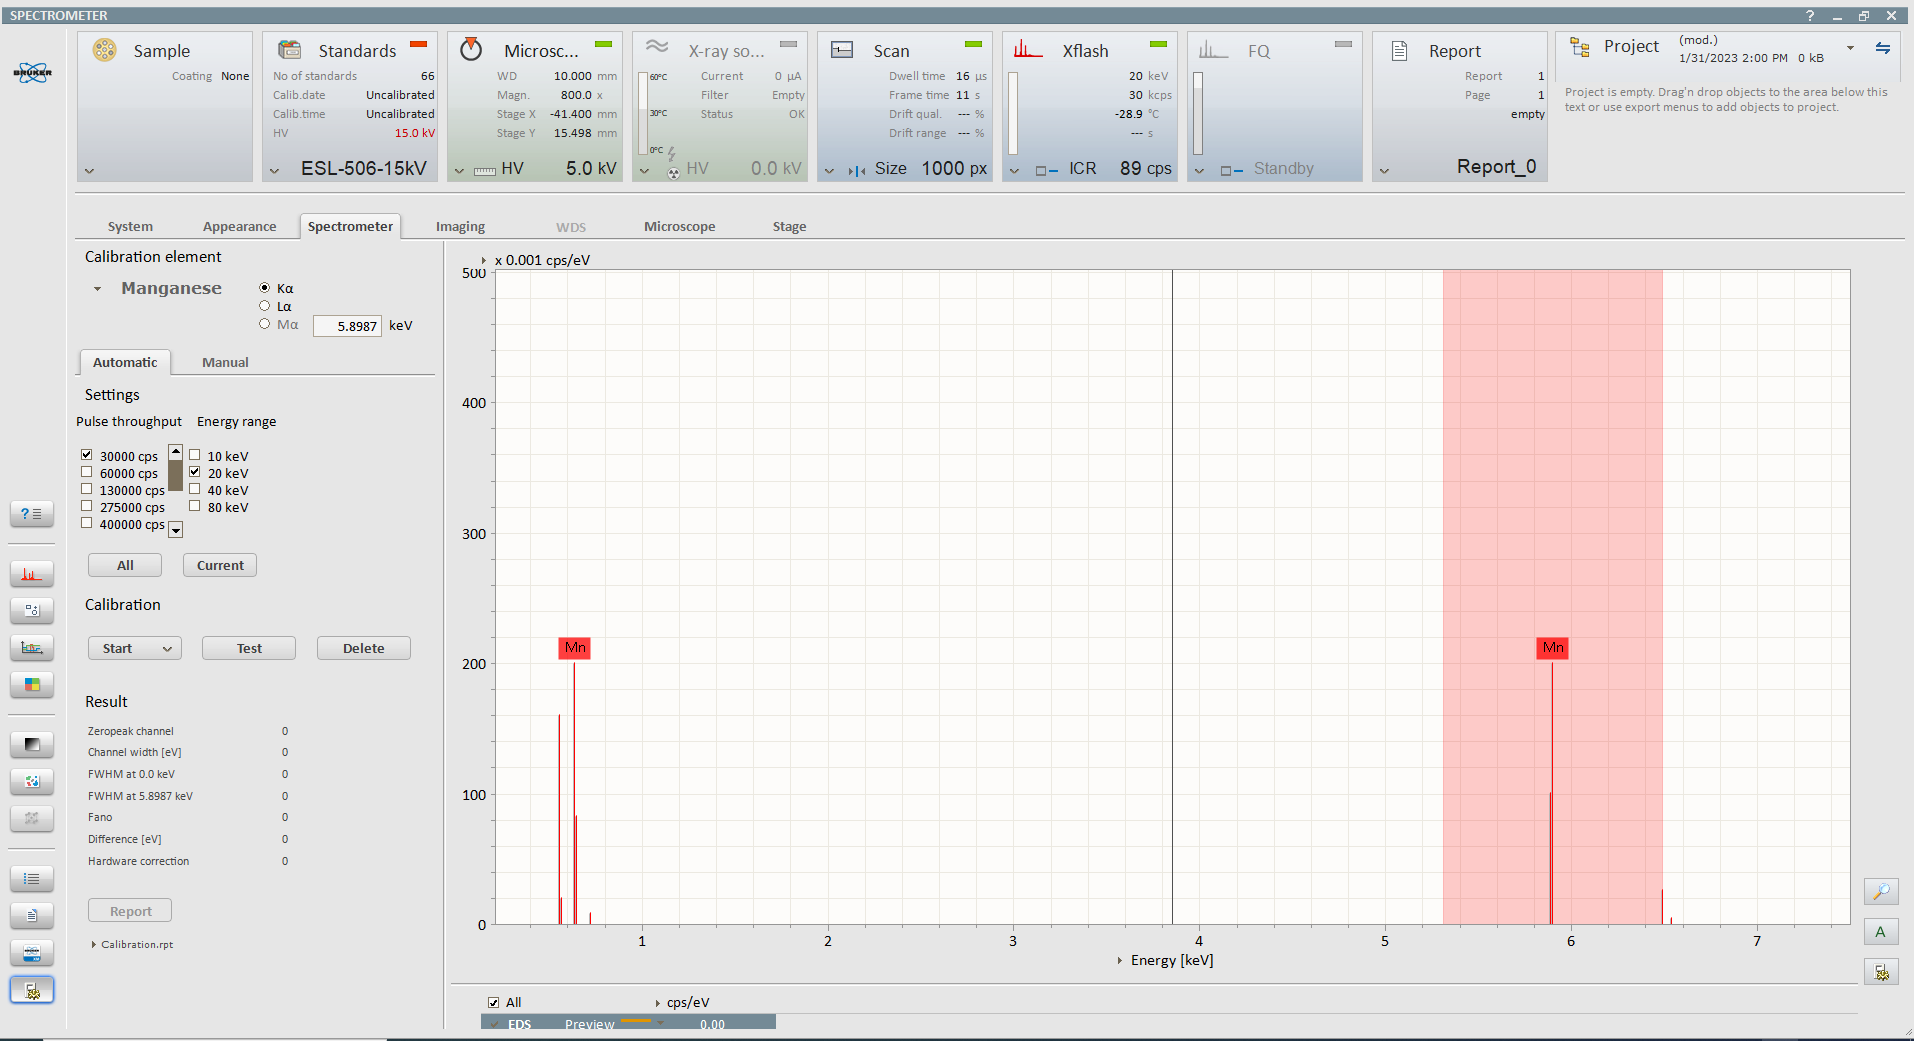 SPECTROMETER
?
BRUKER
Sample
Coating None
Standards
No of standards 66
Calib.date Uncalibrated
Calib.time Uncalibrated
HV 15.0 kV
ESL-506-15kV
Microsc...
WD 10.000 mm
Magn. 800.0 x
Stage X -41.400 mm
Stage Y 15.498 mm
HV 5.0 kV
X-ray so...
60°C
30°C
0°C
Current 0 µA
Filter Empty
Status OK
HV 0.0 kV
Scan
Dwell time 16 µs
Frame time 11 s
Drift qual. --- %
Drift range --- %
Size 1000 px
Xflash
20 keV
30 kcps
-28.9 °C
--- s
ICR 89 cps
FQ
Standby
Report
Report 1
Page 1
empty
Report_0
Project (mod.)
1/31/2023 2:00 PM 0 kB
Project is empty. Drag'n drop objects to the area below this
text or use export menus to add objects to project.
System Appearance Spectrometer Imaging WDS Microscope Stage
Calibration element
Manganese
Kα
Lα
Mα
5.8987 keV
Automatic Manual
Settings
Pulse throughput Energy range
30000 cps 10 keV
60000 cps 20 keV
130000 cps 40 keV
275000 cps 80 keV
400000 cps
All Current
Calibration
Start Test Delete
Result
Zeropeak channel 0
Channel width [eV] 0
FWHM at 0.0 keV 0
FWHM at 5.8987 keV 0
Fano 0
Difference [eV] 0
Hardware correction 0
Report
Calibration.rpt
x 0.001 cps/eV
500
400
300
200
100
0
Mn Mn
1 2 3 4 5 6 7
Energy [keV]
A
All cps/eV
EDS Preview 0.00